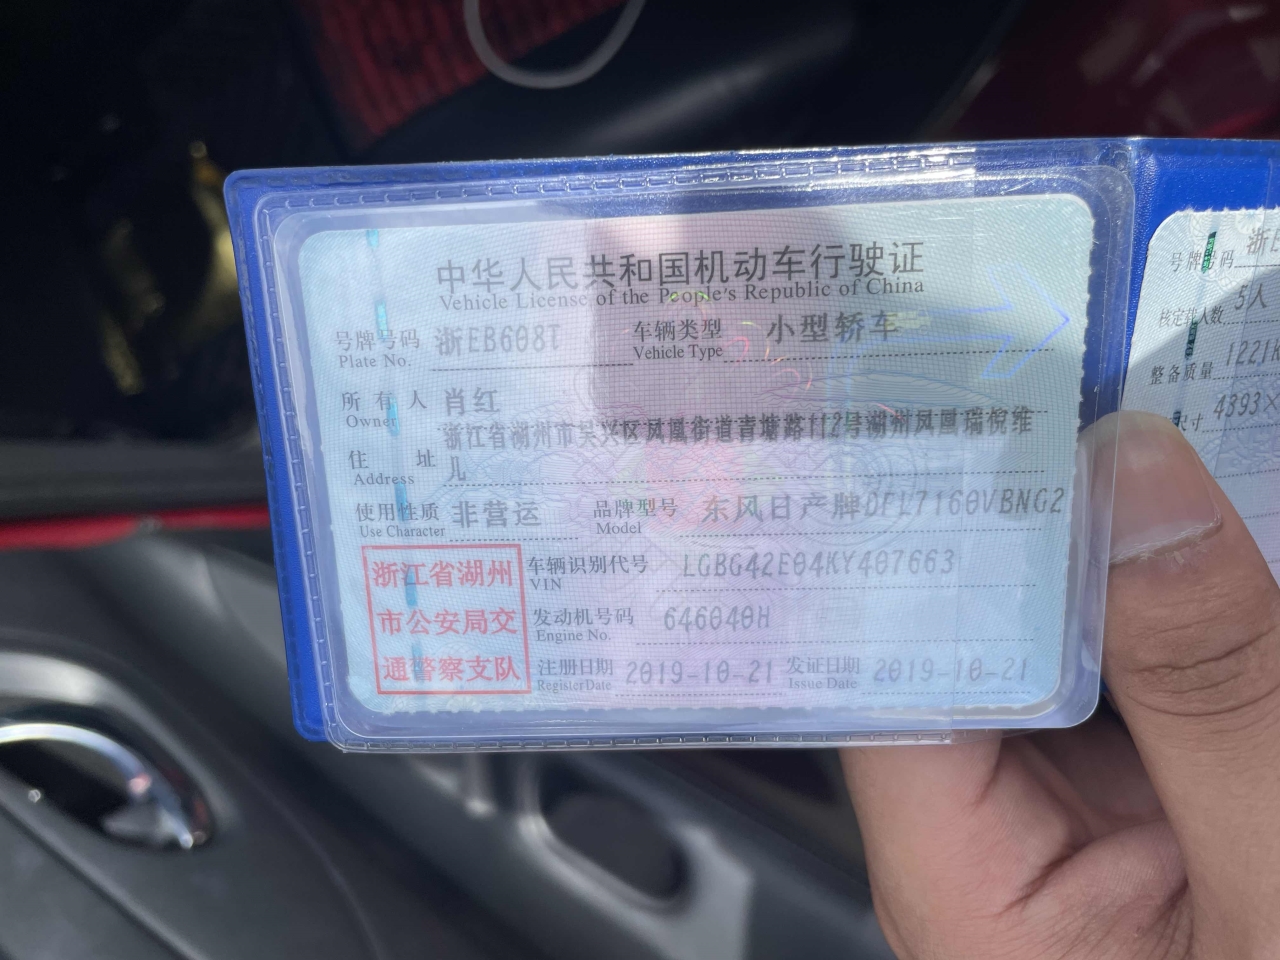 中华人民共和国机动车行驶证
Vehicle License of the People's Republic of China
号牌号码 浙EB608T 车辆类型 小型轿车
Plate No. Vehicle Type
所有人 肖红
Owner
浙江省湖州市吴兴区凤凰街道青塘路112号湖州凤凰瑞倪维
住址 儿
Address
使用性质 非营运 品牌型号 东风日产牌DFL7160VBNG2
Use Character Model
浙江省湖州
市公安局交
通警察支队
车辆识别代号 LGBG42E04KY407663
VIN
发动机号码 646040H
Engine No.
注册日期 2019-10-21 发证日期 2019-10-21
Register Date Issue Date
号牌号码 浙E
核定载人数 5人
整备质量 1221k
尺寸 4393×